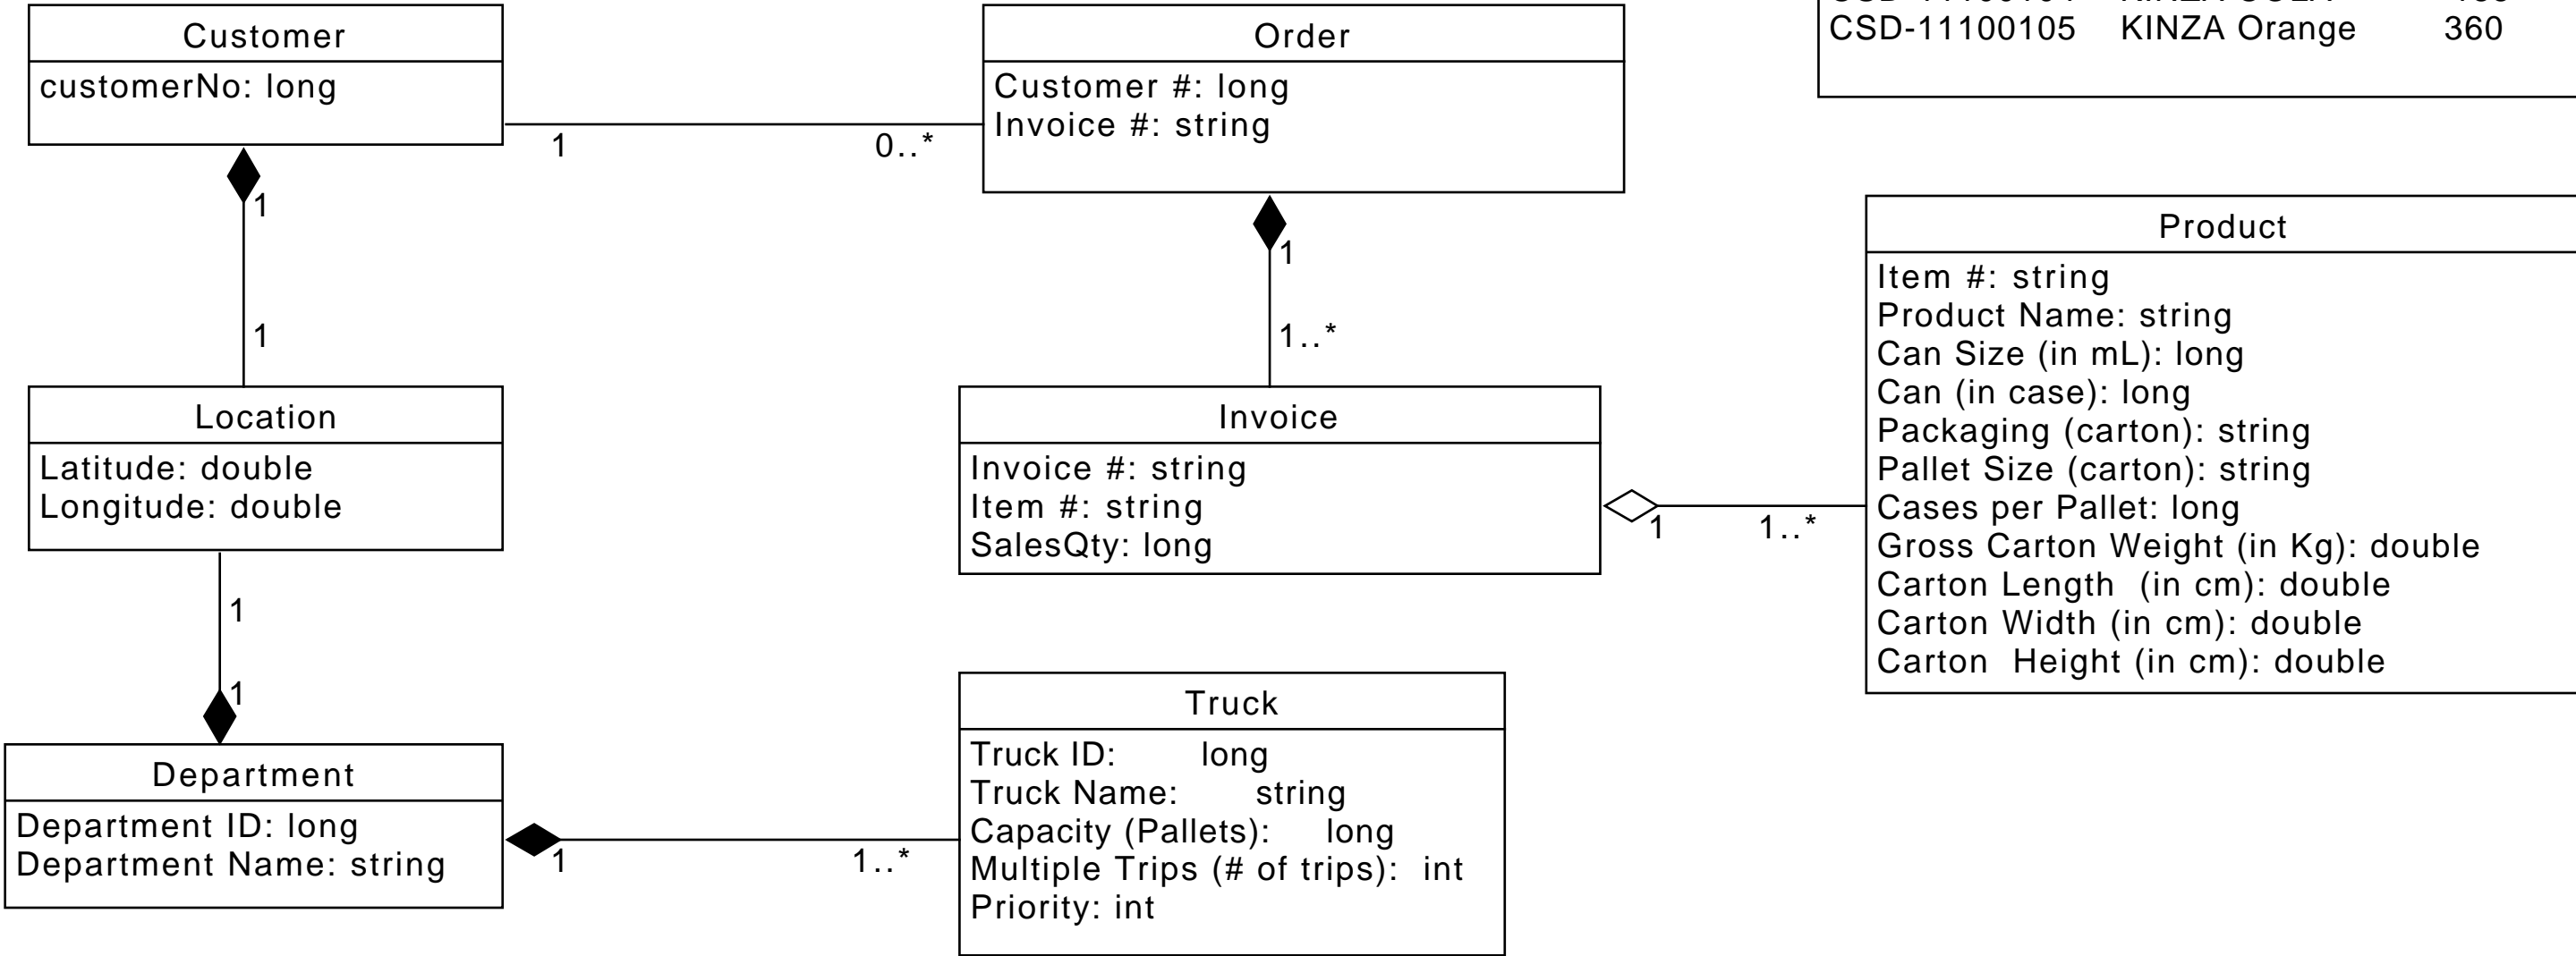 CSD-11100105 KINZA Orange 360
Customer
customerNo: long
1
0..*
Order
Customer #: long
Invoice #: string
1
1
1
1..*
Location
Latitude: double
Longitude: double
Invoice
Invoice #: string
Item #: string
SalesQty: long
1
1..*
Product
Item #: string
Product Name: string
Can Size (in mL): long
Can (in case): long
Packaging (carton): string
Pallet Size (carton): string
Cases per Pallet: long
Gross Carton Weight (in Kg): double
Carton Length (in cm): double
Carton Width (in cm): double
Carton Height (in cm): double
1
1
Department
Department ID: long
Department Name: string
1
1..*
Truck
Truck ID: long
Truck Name: string
Capacity (Pallets): long
Multiple Trips (# of trips): int
Priority: int